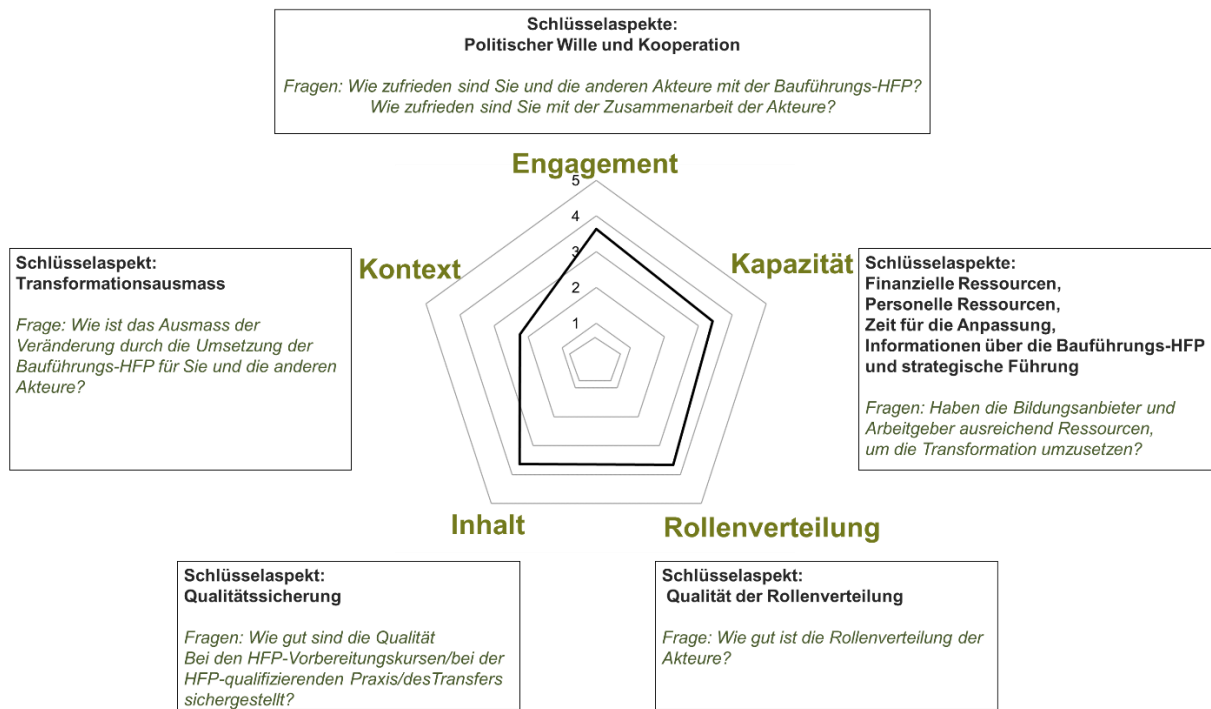 Schlüsselaspekte:
Politischer Wille und Kooperation
Fragen: Wie zufrieden sind Sie und die anderen Akteure mit der Bauführungs-HFP?
Wie zufrieden sind Sie mit der Zusammenarbeit der Akteure?
Engagement
5
4
3
2
1
Kontext
Kapazität
Schlüsselaspekt:
Transformationsausmass
Frage: Wie ist das Ausmass der
Veränderung durch die Umsetzung der
Bauführungs-HFP für Sie und die anderen
Akteure?
Schlüsselaspekte:
Finanzielle Ressourcen,
Personelle Ressourcen,
Zeit für die Anpassung,
Informationen über die Bauführungs-HFP
und strategische Führung
Fragen: Haben die Bildungsanbieter und
Arbeitgeber ausreichend Ressourcen,
um die Transformation umzusetzen?
Inhalt
Rollenverteilung
Schlüsselaspekt:
Qualitätssicherung
Fragen: Wie gut sind die Qualität
Bei den HFP-Vorbereitungskursen/bei der
HFP-qualifizierenden Praxis/desTransfers
sichergestellt?
Schlüsselaspekt:
Qualität der Rollenverteilung
Frage: Wie gut ist die Rollenverteilung der
Akteure?